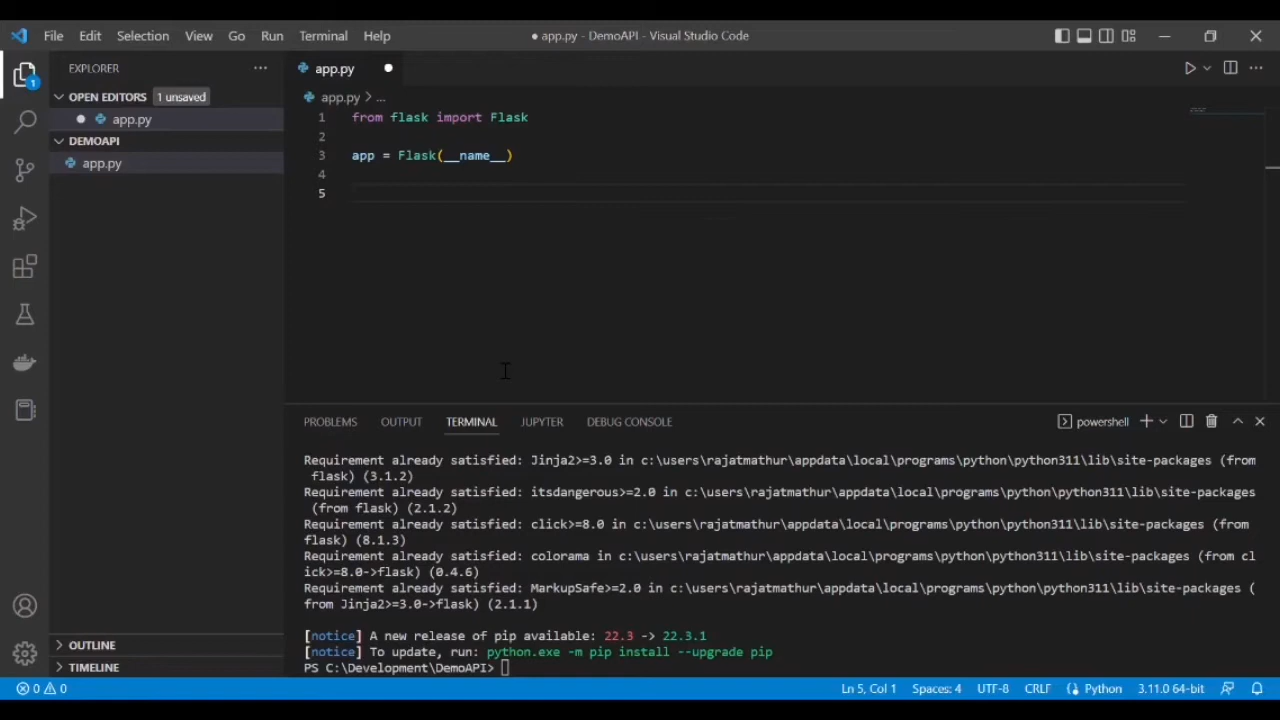 File Edit Selection View Go Run Terminal Help ● app.py - DemoAPI - Visual Studio Code
EXPLORER ...
app.py
OPEN EDITORS 1 unsaved
app.py > ...
1
app.py
1 from flask import Flask
2
DEMOAPI
3 app = Flask(__name__)
app.py
4
5
PROBLEMS OUTPUT TERMINAL JUPYTER DEBUG CONSOLE powershell
Requirement already satisfied: Jinja2>=3.0 in c:\users\rajatmathur\appdata\local\programs\python\python311\lib\site-packages (from
flask) (3.1.2)
Requirement already satisfied: itsdangerous>=2.0 in c:\users\rajatmathur\appdata\local\programs\python\python311\lib\site-packages
(from flask) (2.1.2)
Requirement already satisfied: click>=8.0 in c:\users\rajatmathur\appdata\local\programs\python\python311\lib\site-packages (from
flask) (8.1.3)
Requirement already satisfied: colorama in c:\users\rajatmathur\appdata\local\programs\python\python311\lib\site-packages (from cl
ick>=8.0->flask) (0.4.6)
Requirement already satisfied: MarkupSafe>=2.0 in c:\users\rajatmathur\appdata\local\programs\python\python311\lib\site-packages (
from Jinja2>=3.0->flask) (2.1.1)
[notice] A new release of pip available: 22.3 -> 22.3.1
[notice] To update, run: python.exe -m pip install --upgrade pip
PS C:\Development\DemoAPI>
OUTLINE
TIMELINE
0 0 Ln 5, Col 1 Spaces: 4 UTF-8 CRLF Python 3.11.0 64-bit